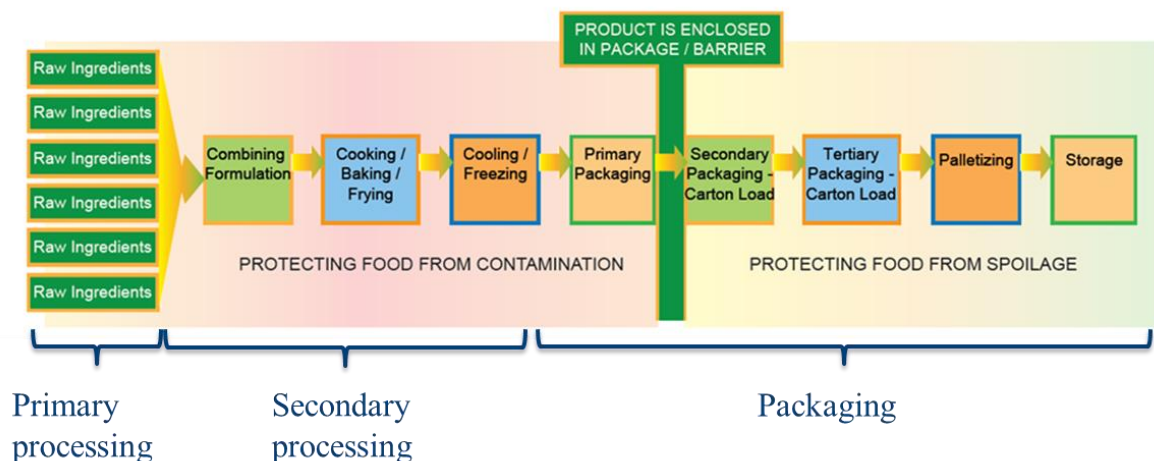 PRODUCT IS ENCLOSED
IN PACKAGE / BARRIER
Raw Ingredients
Raw Ingredients
Raw Ingredients
Raw Ingredients
Raw Ingredients
Raw Ingredients
Combining
Formulation
Cooking /
Baking /
Frying
Cooling /
Freezing
Primary
Packaging
Secondary
Packaging -
Carton Load
Tertiary
Packaging -
Carton Load
Palletizing
Storage
PROTECTING FOOD FROM CONTAMINATION
PROTECTING FOOD FROM SPOILAGE
Primary
processing
Secondary
processing
Packaging